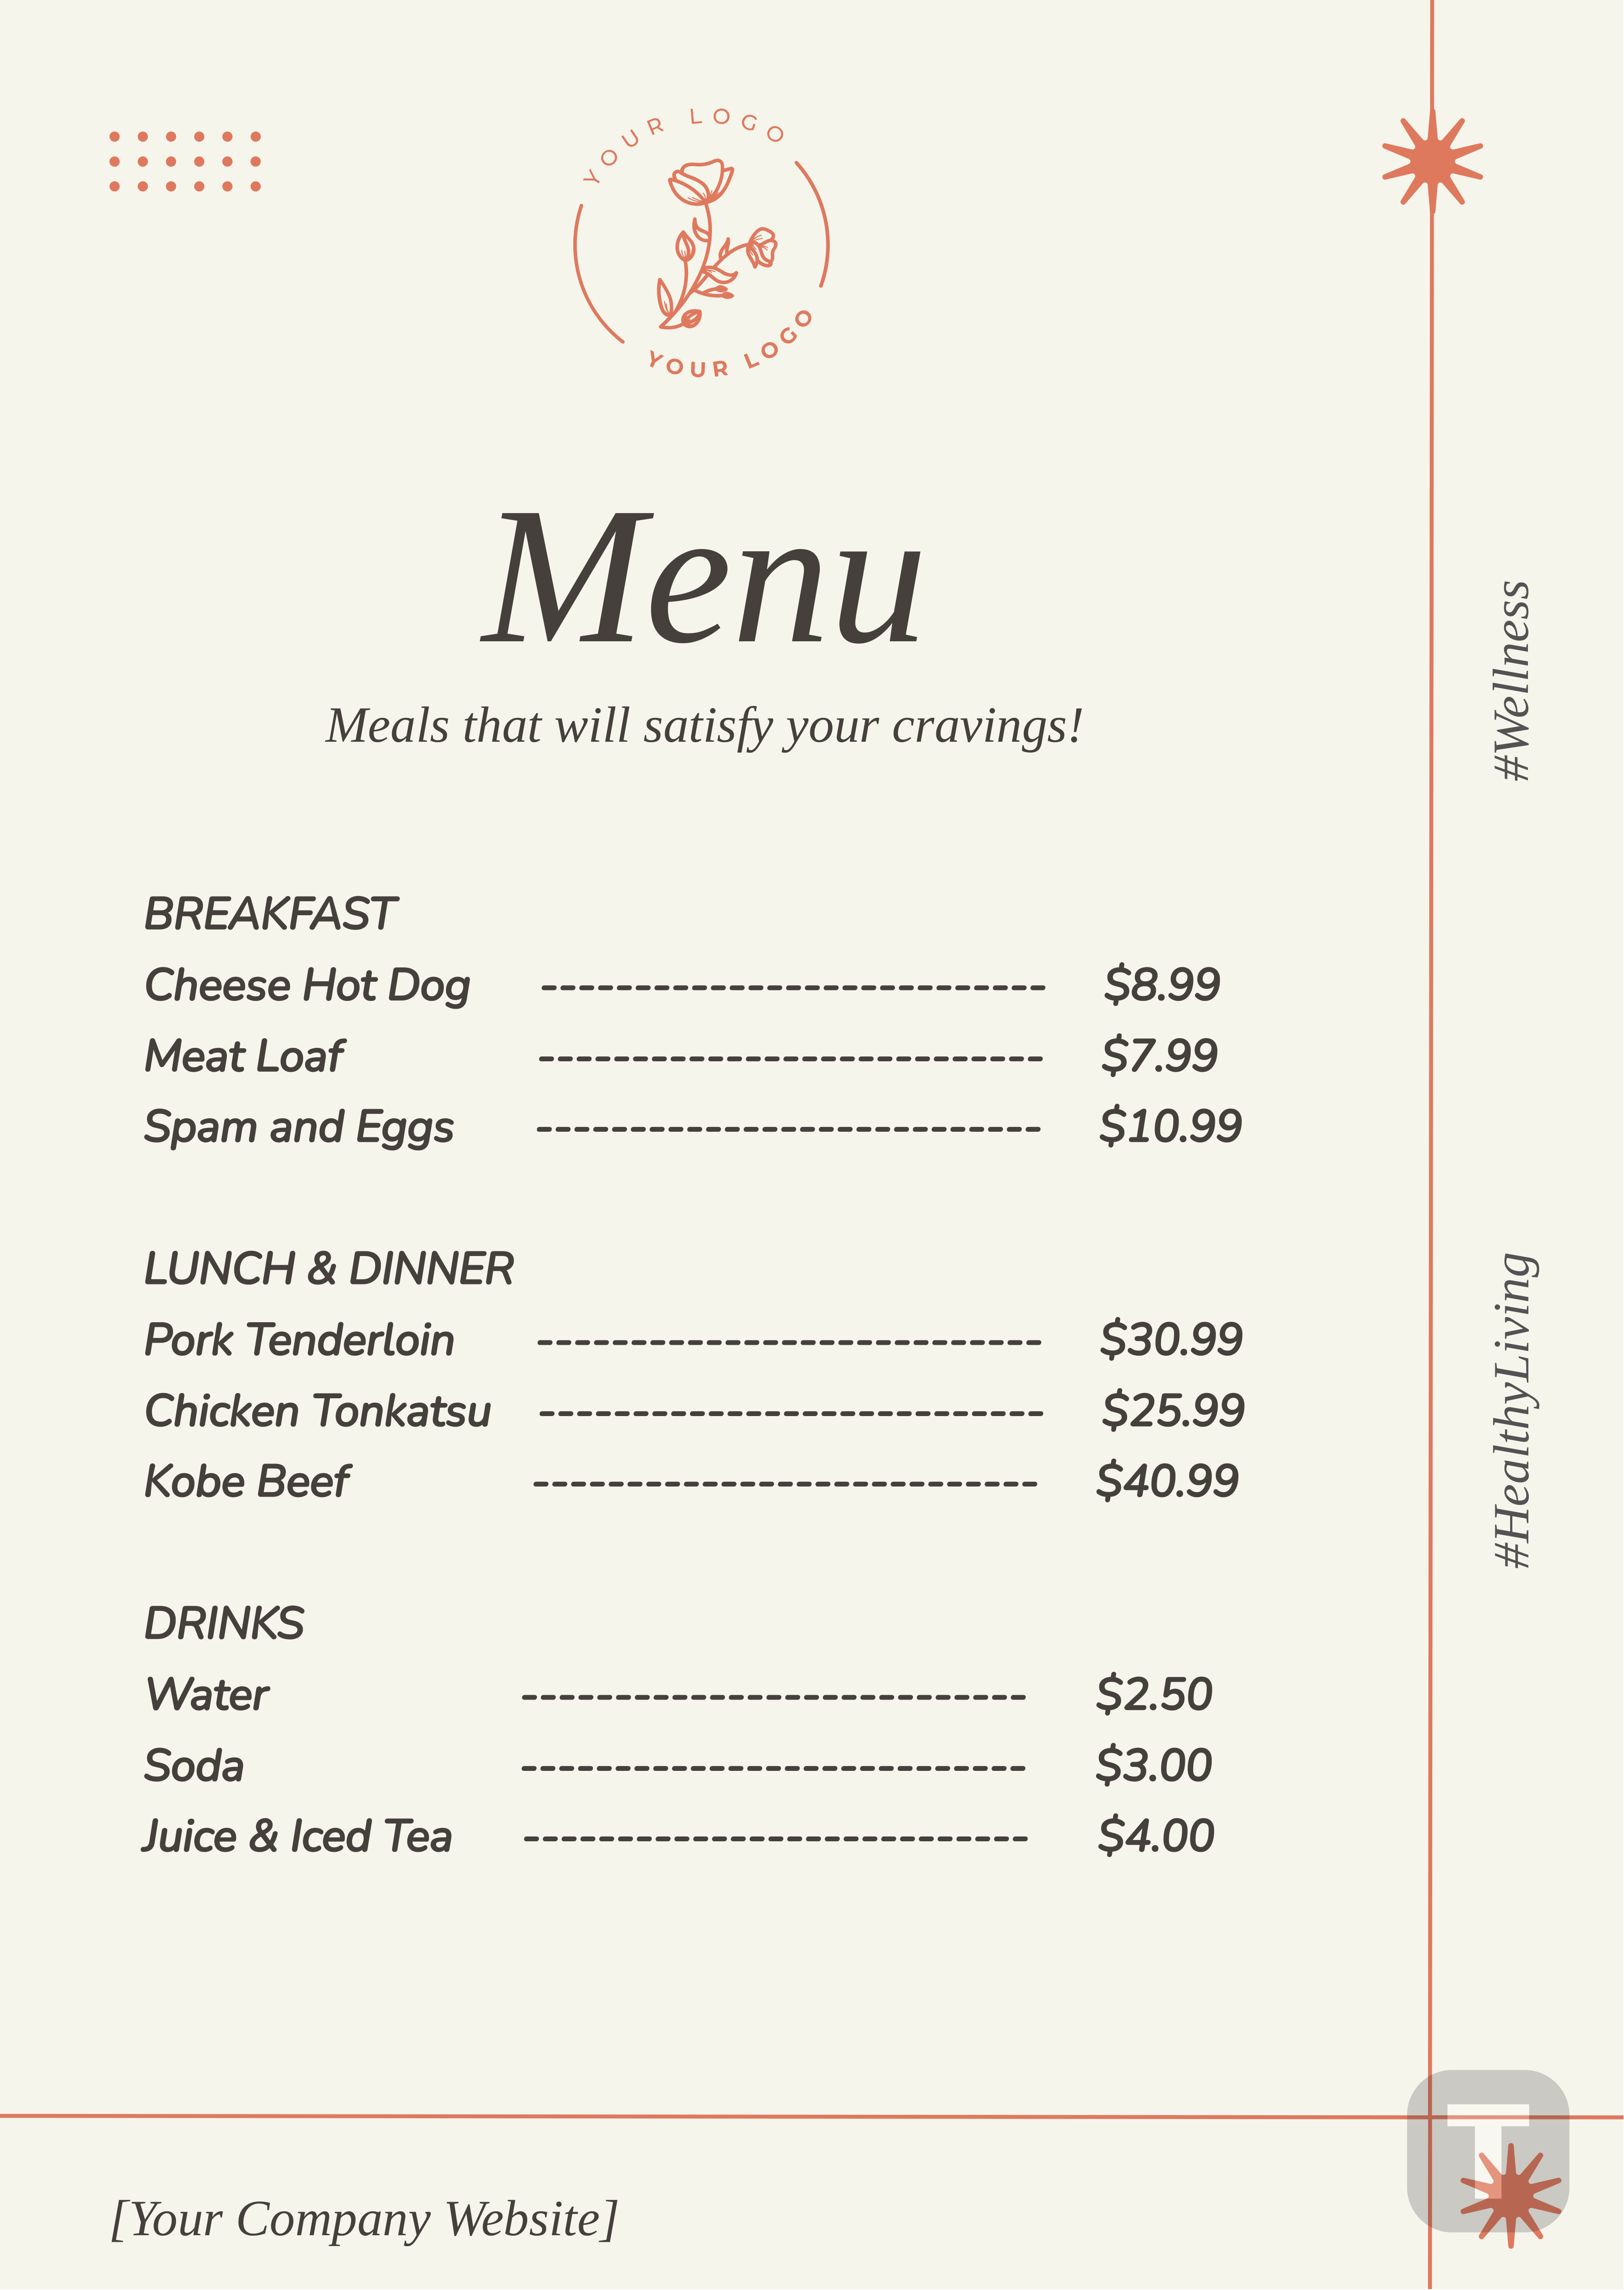 YOUR LOGO
YOUR LOGO
Menu
Meals that will satisfy your cravings!
#Wellness
BREAKFAST
Cheese Hot Dog --------------------------- $8.99
Meat Loaf --------------------------- $7.99
Spam and Eggs --------------------------- $10.99
LUNCH & DINNER
Pork Tenderloin --------------------------- $30.99
Chicken Tonkatsu --------------------------- $25.99
Kobe Beef --------------------------- $40.99
#HealthyLiving
DRINKS
Water --------------------------- $2.50
Soda --------------------------- $3.00
Juice & Iced Tea --------------------------- $4.00
T
[Your Company Website]